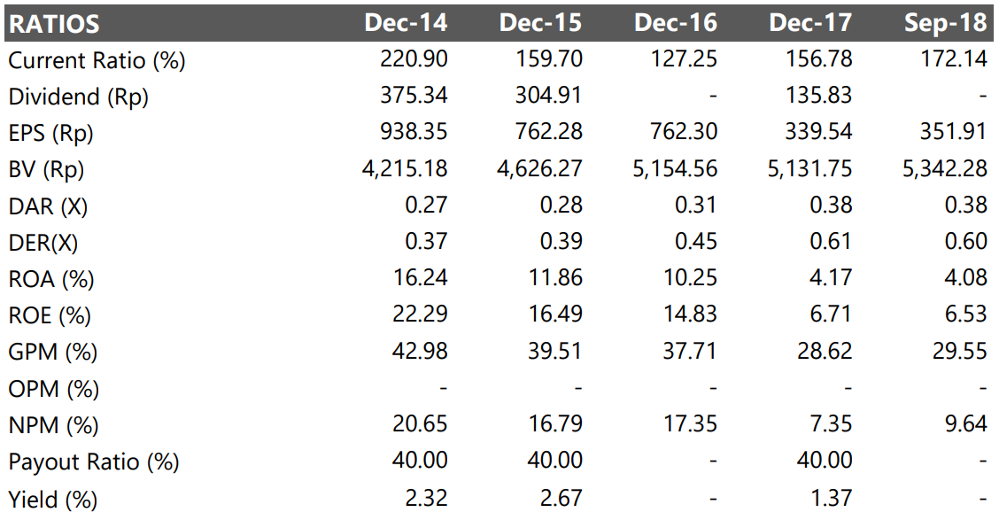 RATIOS Dec-14 Dec-15 Dec-16 Dec-17 Sep-18
Current Ratio (%) 220.90 159.70 127.25 156.78 172.14
Dividend (Rp) 375.34 304.91 - 135.83 -
EPS (Rp) 938.35 762.28 762.30 339.54 351.91
BV (Rp) 4,215.18 4,626.27 5,154.56 5,131.75 5,342.28
DAR (X) 0.27 0.28 0.31 0.38 0.38
DER(X) 0.37 0.39 0.45 0.61 0.60
ROA (%) 16.24 11.86 10.25 4.17 4.08
ROE (%) 22.29 16.49 14.83 6.71 6.53
GPM (%) 42.98 39.51 37.71 28.62 29.55
OPM (%) - - - - -
NPM (%) 20.65 16.79 17.35 7.35 9.64
Payout Ratio (%) 40.00 40.00 - 40.00 -
Yield (%) 2.32 2.67 - 1.37 -